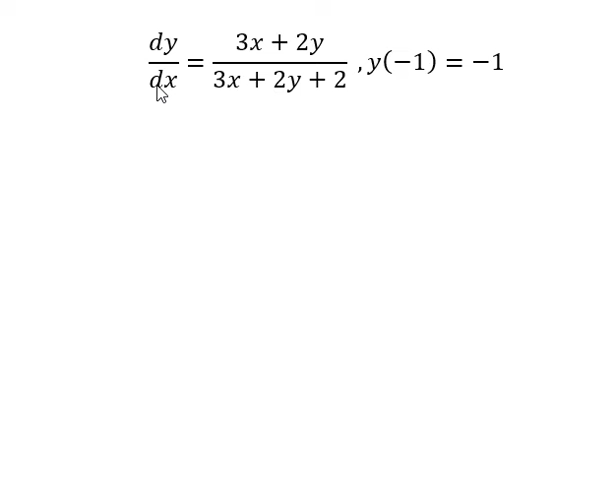 dy/dx = (3x + 2y)/(3x + 2y + 2) , y(−1) = −1